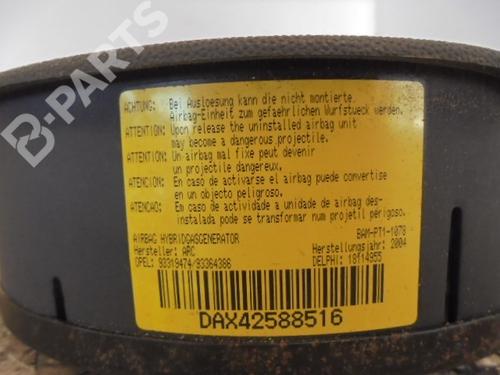 B-PARTS
ACHTUNG: Bei Ausloesung kann die nicht montierte
Airbag-Einheit zum gefaehrlichen Wurfstueck werden.
ATTENTION: Upon release the uninstalled airbag unit
may become a dangerous projectile.
ATTENTION: Un airbag mal fixe peut devenir
un projectile dangereux.
ATENCION: En caso de activarse el airbag puede convertise
en un objecto peligroso.
ATENCAO: Em caso de actividade a unidade de airbag des-
instalada pode se transformar num projetil perigoso.
AIRBAG HYBRIDGASGENERATOR BAM-PT1-1078
Hersteller: ARC Herstellungsjahr: 2004
OPEL: 93319474/93364386 DELPHI: 18f14955
DAX42588516